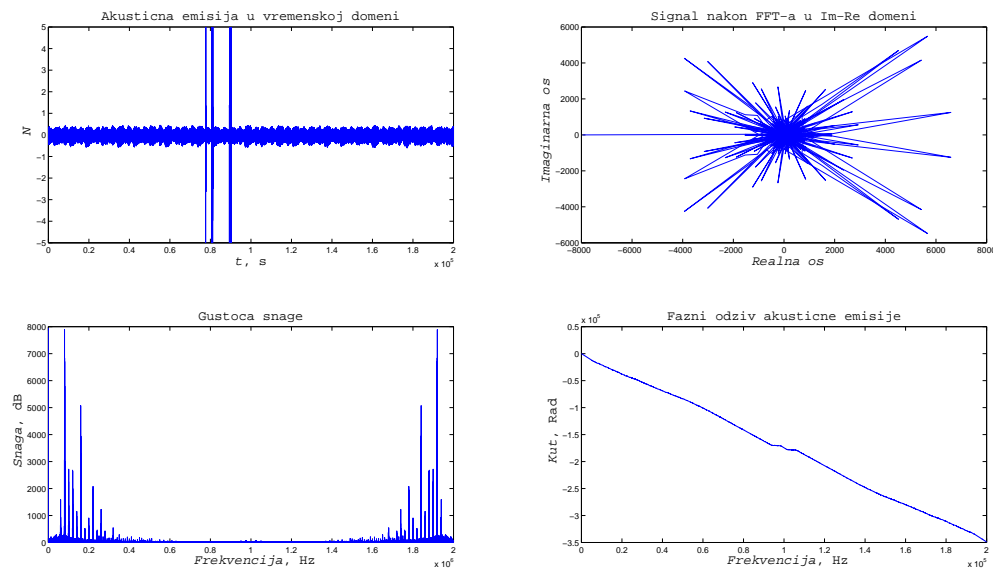 Akusticna emisija u vremenskoj domeni
5
4
3
2
1
0
−1
−2
−3
−4
−5
N
0 0.2 0.4 0.6 0.8 1 1.2 1.4 1.6 1.8 2
x 10^5
t, s
Signal nakon FFT-a u Im-Re domeni
6000
4000
2000
0
−2000
−4000
−6000
Imaginarna os
−8000 −6000 −4000 −2000 0 2000 4000 6000 8000
Realna os
Gustoca snage
8000
7000
6000
5000
4000
3000
2000
1000
0
Snaga, dB
0 0.2 0.4 0.6 0.8 1 1.2 1.4 1.6 1.8 2
x 10^6
Frekvencija, Hz
Fazni odziv akusticne emisije
x 10^5
0.5
0
−0.5
−1
−1.5
−2
−2.5
−3
−3.5
Kut, Rad
0 0.2 0.4 0.6 0.8 1 1.2 1.4 1.6 1.8 2
x 10^5
Frekvencija, Hz